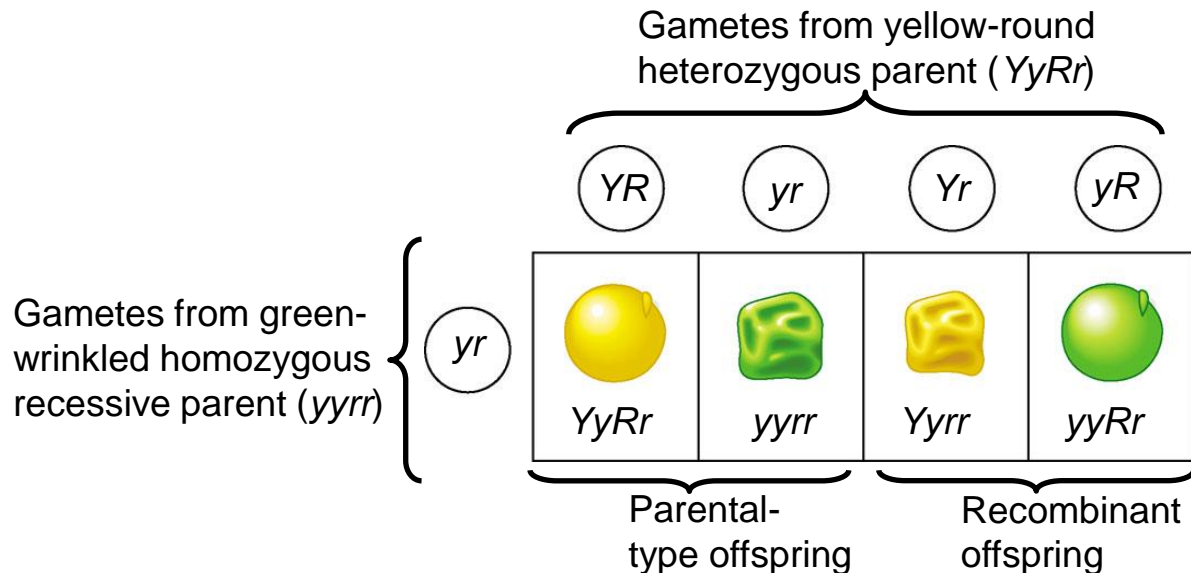 Gametes from yellow-round
heterozygous parent (YyRr)
YR yr Yr yR
Gametes from green-
wrinkled homozygous
recessive parent (yyrr)
yr
YyRr yyrr Yyrr yyRr
Parental-
type offspring
Recombinant
offspring